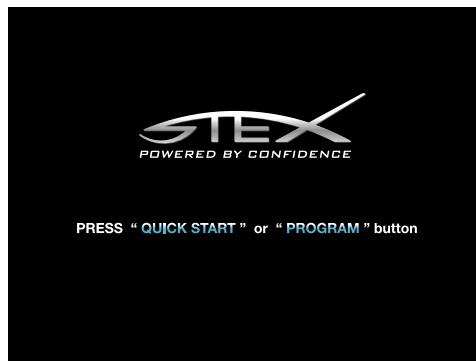 STEX
POWERED BY CONFIDENCE
PRESS “ QUICK START ” or “ PROGRAM ” button